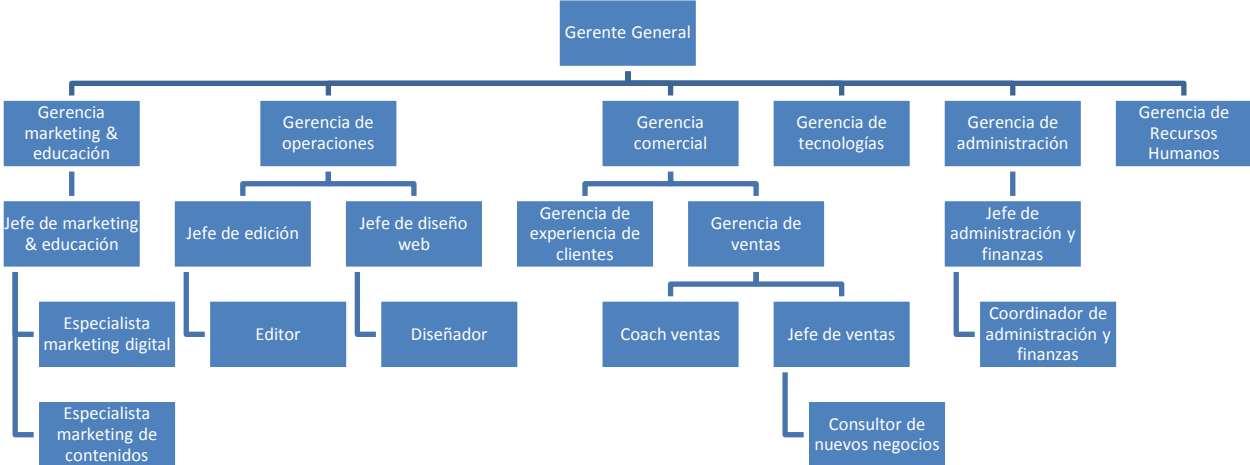 Gerente General
Gerencia
marketing &
educación
Gerencia de
operaciones
Gerencia
comercial
Gerencia de
tecnologías
Gerencia de
administración
Gerencia de
Recursos
Humanos
Jefe de marketing
& educación
Jefe de edición
Jefe de diseño
web
Gerencia de
experiencia de
clientes
Gerencia de
ventas
Jefe de
administración y
finanzas
Especialista
marketing digital
Editor
Diseñador
Coach ventas
Jefe de ventas
Coordinador de
administración y
finanzas
Especialista
marketing de
contenidos
Consultor de
nuevos negocios